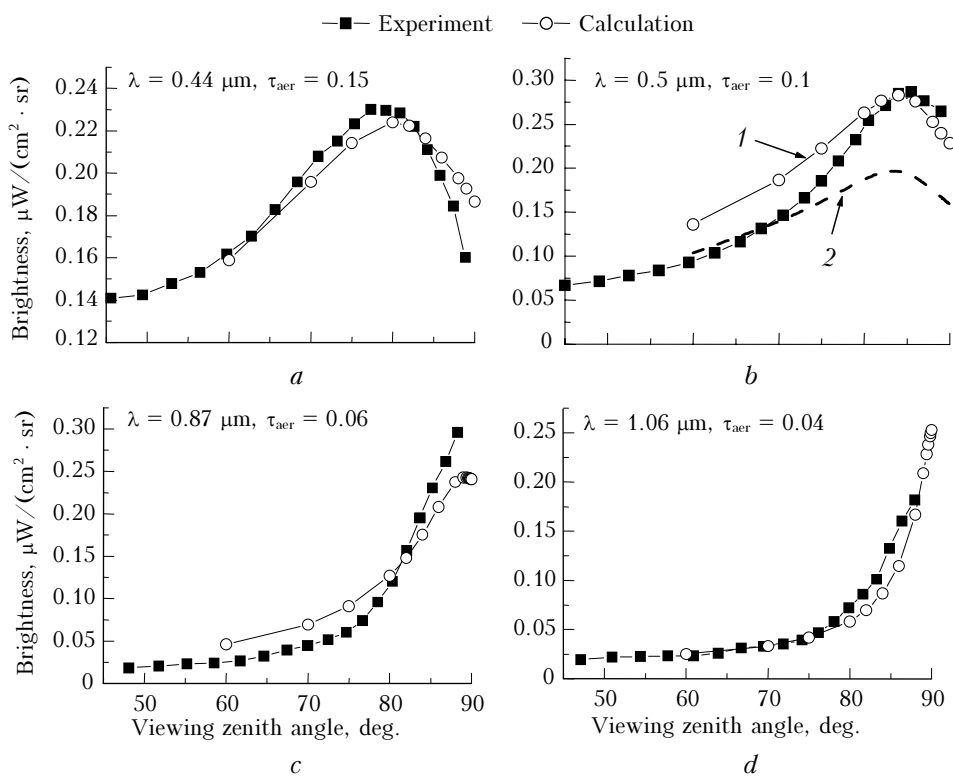 Experiment Calculation
λ = 0.44 μm, τaer = 0.15
Brightness, μW/(cm² · sr)
0.24
0.22
0.20
0.18
0.16
0.14
0.12
a
λ = 0.5 μm, τaer = 0.1
0.30
0.25
0.20
0.15
0.10
0.05
0
1
2
b
λ = 0.87 μm, τaer = 0.06
Brightness, μW/(cm² · sr)
0.30
0.25
0.20
0.15
0.10
0.05
0
50 60 70 80 90
Viewing zenith angle, deg.
c
λ = 1.06 μm, τaer = 0.04
0.25
0.20
0.15
0.10
0.05
0
50 60 70 80 90
Viewing zenith angle, deg.
d